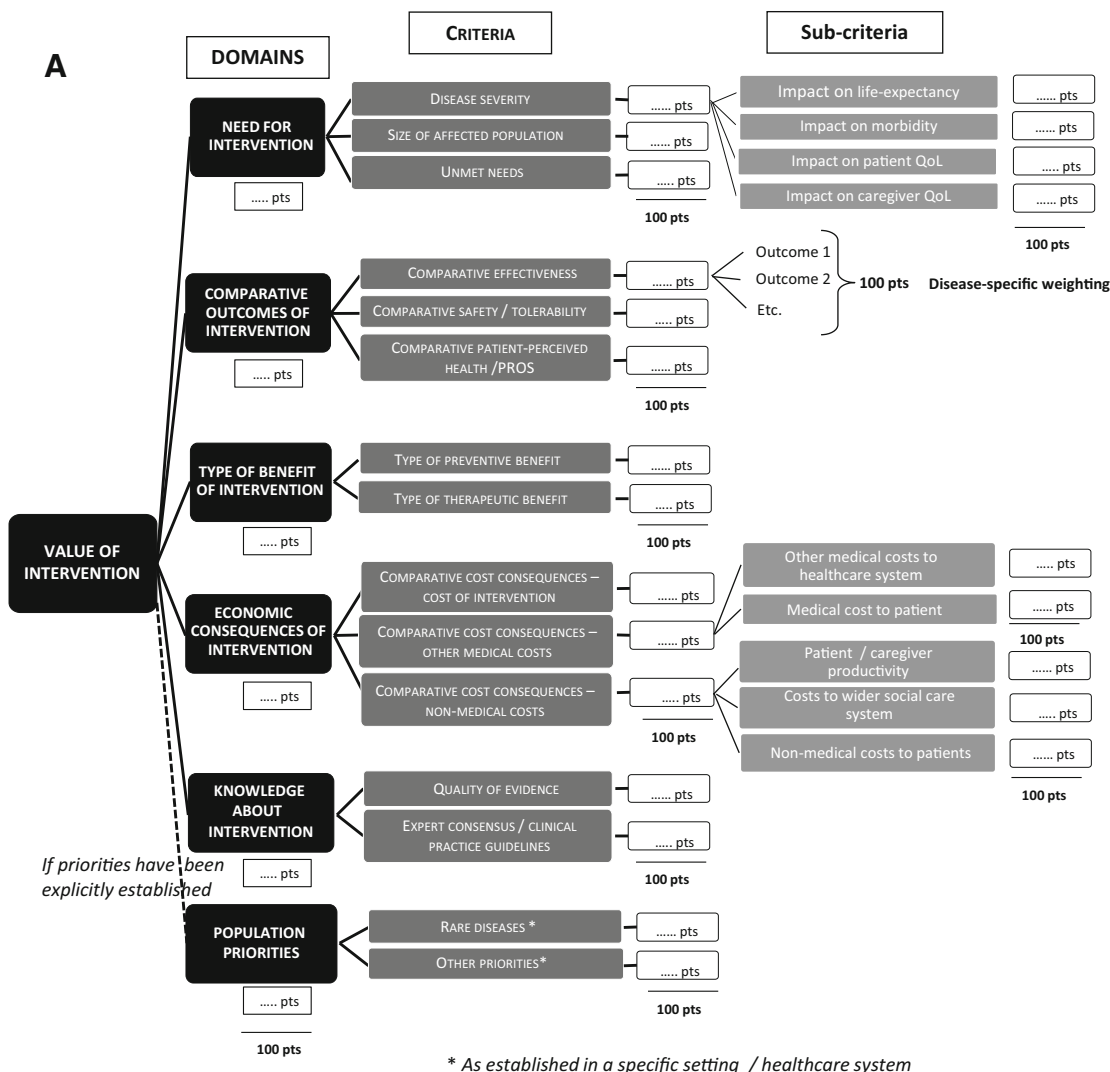 A
DOMAINS
CRITERIA
Sub-criteria
NEED FOR
INTERVENTION
..... pts
DISEASE SEVERITY
...... pts
SIZE OF AFFECTED POPULATION
...... pts
UNMET NEEDS
..... pts
100 pts
Impact on life-expectancy
...... pts
Impact on morbidity
...... pts
Impact on patient QoL
..... pts
Impact on caregiver QoL
...... pts
100 pts
COMPARATIVE
OUTCOMES OF
INTERVENTION
..... pts
COMPARATIVE EFFECTIVENESS
...... pts
COMPARATIVE SAFETY / TOLERABILITY
..... pts
COMPARATIVE PATIENT-PERCEIVED
HEALTH /PROS
...... pts
100 pts
Outcome 1
Outcome 2
Etc.
100 pts
Disease-specific weighting
TYPE OF BENEFIT
OF INTERVENTION
..... pts
TYPE OF PREVENTIVE BENEFIT
...... pts
TYPE OF THERAPEUTIC BENEFIT
..... pts
100 pts
VALUE OF
INTERVENTION
ECONOMIC
CONSEQUENCES OF
INTERVENTION
..... pts
COMPARATIVE COST CONSEQUENCES –
COST OF INTERVENTION
...... pts
COMPARATIVE COST CONSEQUENCES –
OTHER MEDICAL COSTS
...... pts
COMPARATIVE COST CONSEQUENCES –
NON-MEDICAL COSTS
..... pts
100 pts
Other medical costs to
healthcare system
..... pts
Medical cost to patient
...... pts
100 pts
Patient / caregiver
productivity
...... pts
Costs to wider social care
system
..... pts
Non-medical costs to patients
...... pts
100 pts
KNOWLEDGE
ABOUT
INTERVENTION
..... pts
QUALITY OF EVIDENCE
...... pts
EXPERT CONSENSUS / CLINICAL
PRACTICE GUIDELINES
..... pts
100 pts
If priorities have been
explicitly established
POPULATION
PRIORITIES
..... pts
100 pts
RARE DISEASES *
...... pts
OTHER PRIORITIES*
..... pts
100 pts
* As established in a specific setting / healthcare system